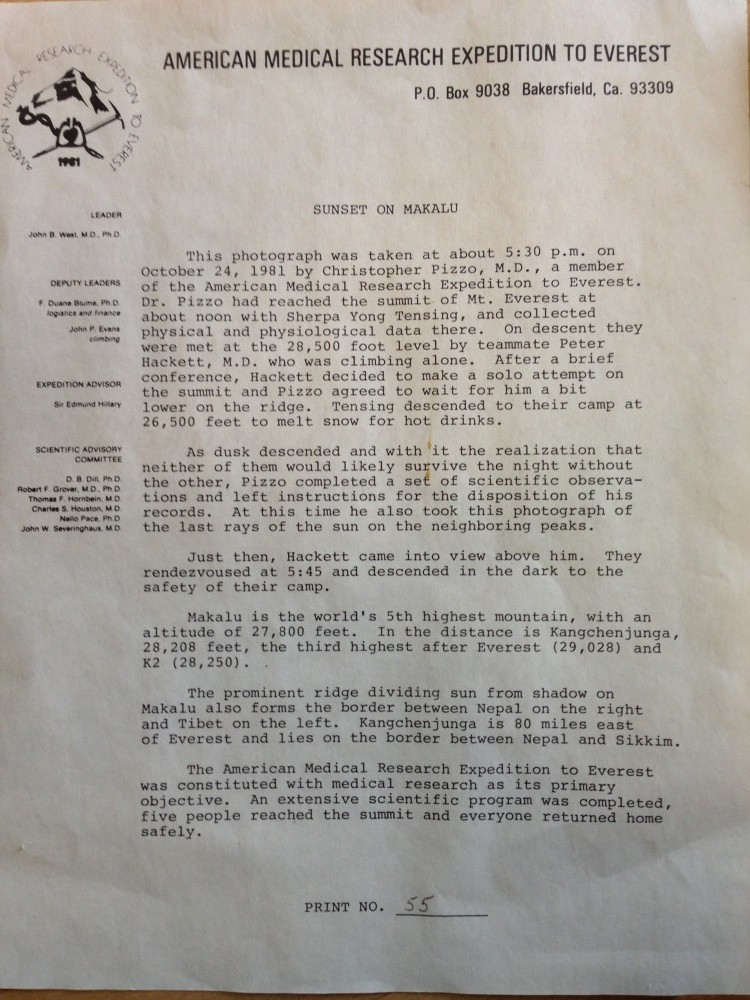 AMERICAN MEDICAL RESEARCH EXPEDITION TO EVEREST
1981
AMERICAN MEDICAL RESEARCH EXPEDITION TO EVEREST
P.O. Box 9038 Bakersfield, Ca. 93309
LEADER
John B. West, M.D., Ph.D.
DEPUTY LEADERS
F. Duane Blume, Ph.D.
logistics and finance
John P. Evans
climbing
EXPEDITION ADVISOR
Sir Edmund Hillary
SCIENTIFIC ADVISORY
COMMITTEE
D. B. Dill, Ph.D.
Robert F. Grover, M.D., Ph.D.
Thomas F. Hornbein, M.D.
Charles S. Houston, M.D.
Nello Pace, Ph.D.
John W. Severinghaus, M.D.
SUNSET ON MAKALU
This photograph was taken at about 5:30 p.m. on
October 24, 1981 by Christopher Pizzo, M.D., a member
of the American Medical Research Expedition to Everest.
Dr. Pizzo had reached the summit of Mt. Everest at
about noon with Sherpa Yong Tensing, and collected
physical and physiological data there. On descent they
were met at the 28,500 foot level by teammate Peter
Hackett, M.D. who was climbing alone. After a brief
conference, Hackett decided to make a solo attempt on
the summit and Pizzo agreed to wait for him a bit
lower on the ridge. Tensing descended to their camp at
26,500 feet to melt snow for hot drinks.
As dusk descended and with it the realization that
neither of them would likely survive the night without
the other, Pizzo completed a set of scientific observa-
tions and left instructions for the disposition of his
records. At this time he also took this photograph of
the last rays of the sun on the neighboring peaks.
Just then, Hackett came into view above him. They
rendezvoused at 5:45 and descended in the dark to the
safety of their camp.
Makalu is the world's 5th highest mountain, with an
altitude of 27,800 feet. In the distance is Kangchenjunga,
28,208 feet, the third highest after Everest (29,028) and
K2 (28,250).
The prominent ridge dividing sun from shadow on
Makalu also forms the border between Nepal on the right
and Tibet on the left. Kangchenjunga is 80 miles east
of Everest and lies on the border between Nepal and Sikkim.
The American Medical Research Expedition to Everest
was constituted with medical research as its primary
objective. An extensive scientific program was completed,
five people reached the summit and everyone returned home
safely.
PRINT NO. 55